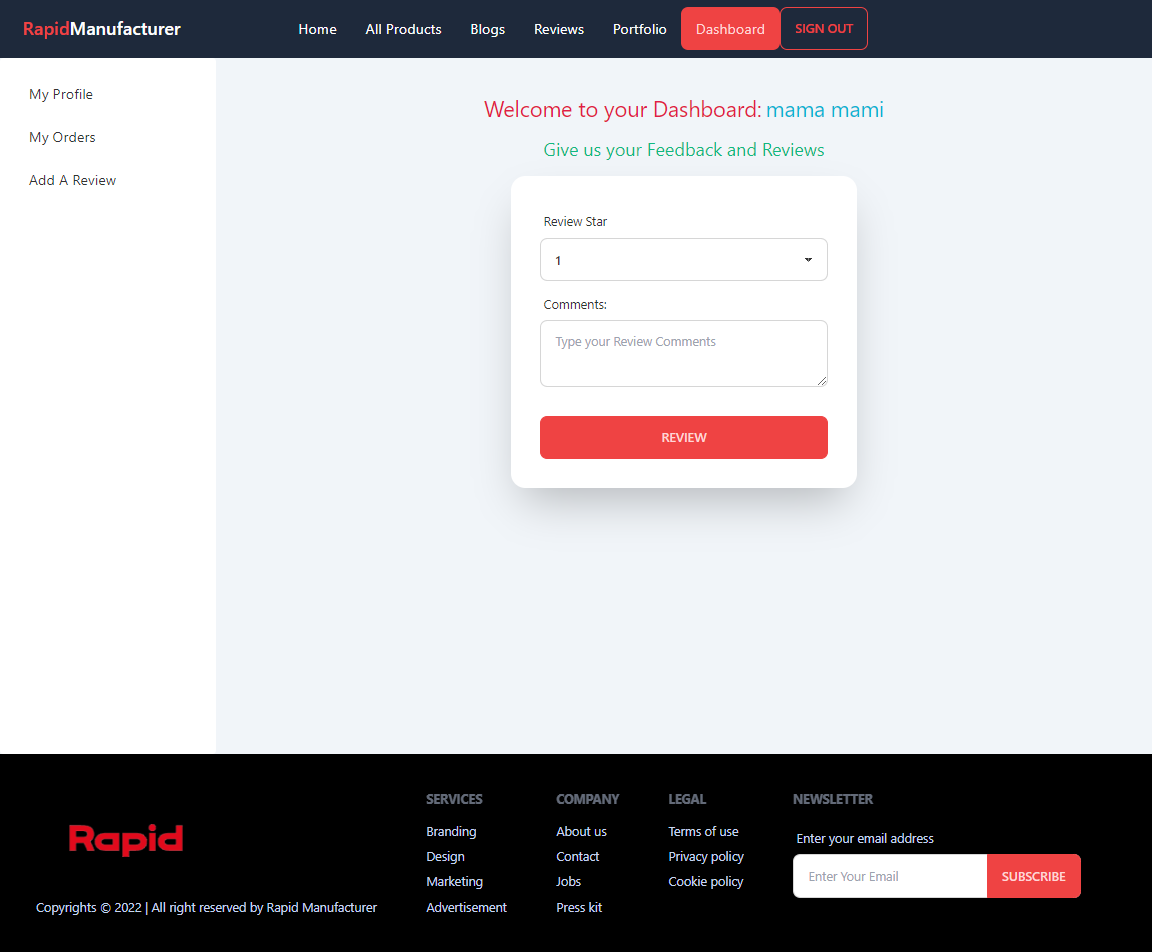 RapidManufacturer
Home All Products Blogs Reviews Portfolio Dashboard SIGN OUT
My Profile
My Orders
Add A Review
Welcome to your Dashboard: mama mami
Give us your Feedback and Reviews
Review Star
1
Comments:
Type your Review Comments
REVIEW
Rapid
Copyrights © 2022 | All right reserved by Rapid Manufacturer
SERVICES
Branding
Design
Marketing
Advertisement
COMPANY
About us
Contact
Jobs
Press kit
LEGAL
Terms of use
Privacy policy
Cookie policy
NEWSLETTER
Enter your email address
Enter Your Email SUBSCRIBE